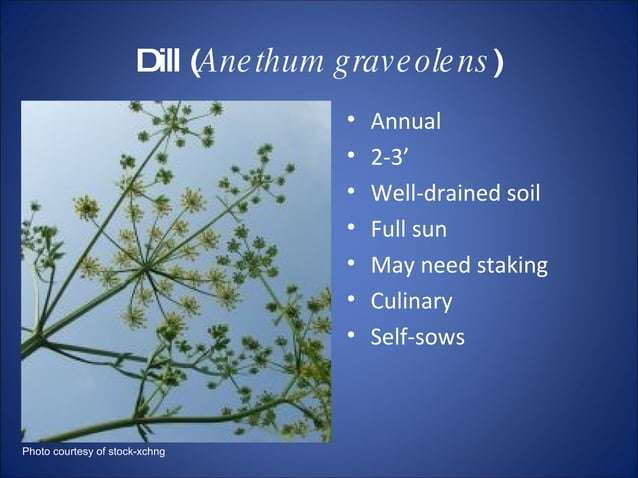 Dill (Anethum graveolens)
• Annual
• 2-3’
• Well-drained soil
• Full sun
• May need staking
• Culinary
• Self-sows
Photo courtesy of stock-xchng